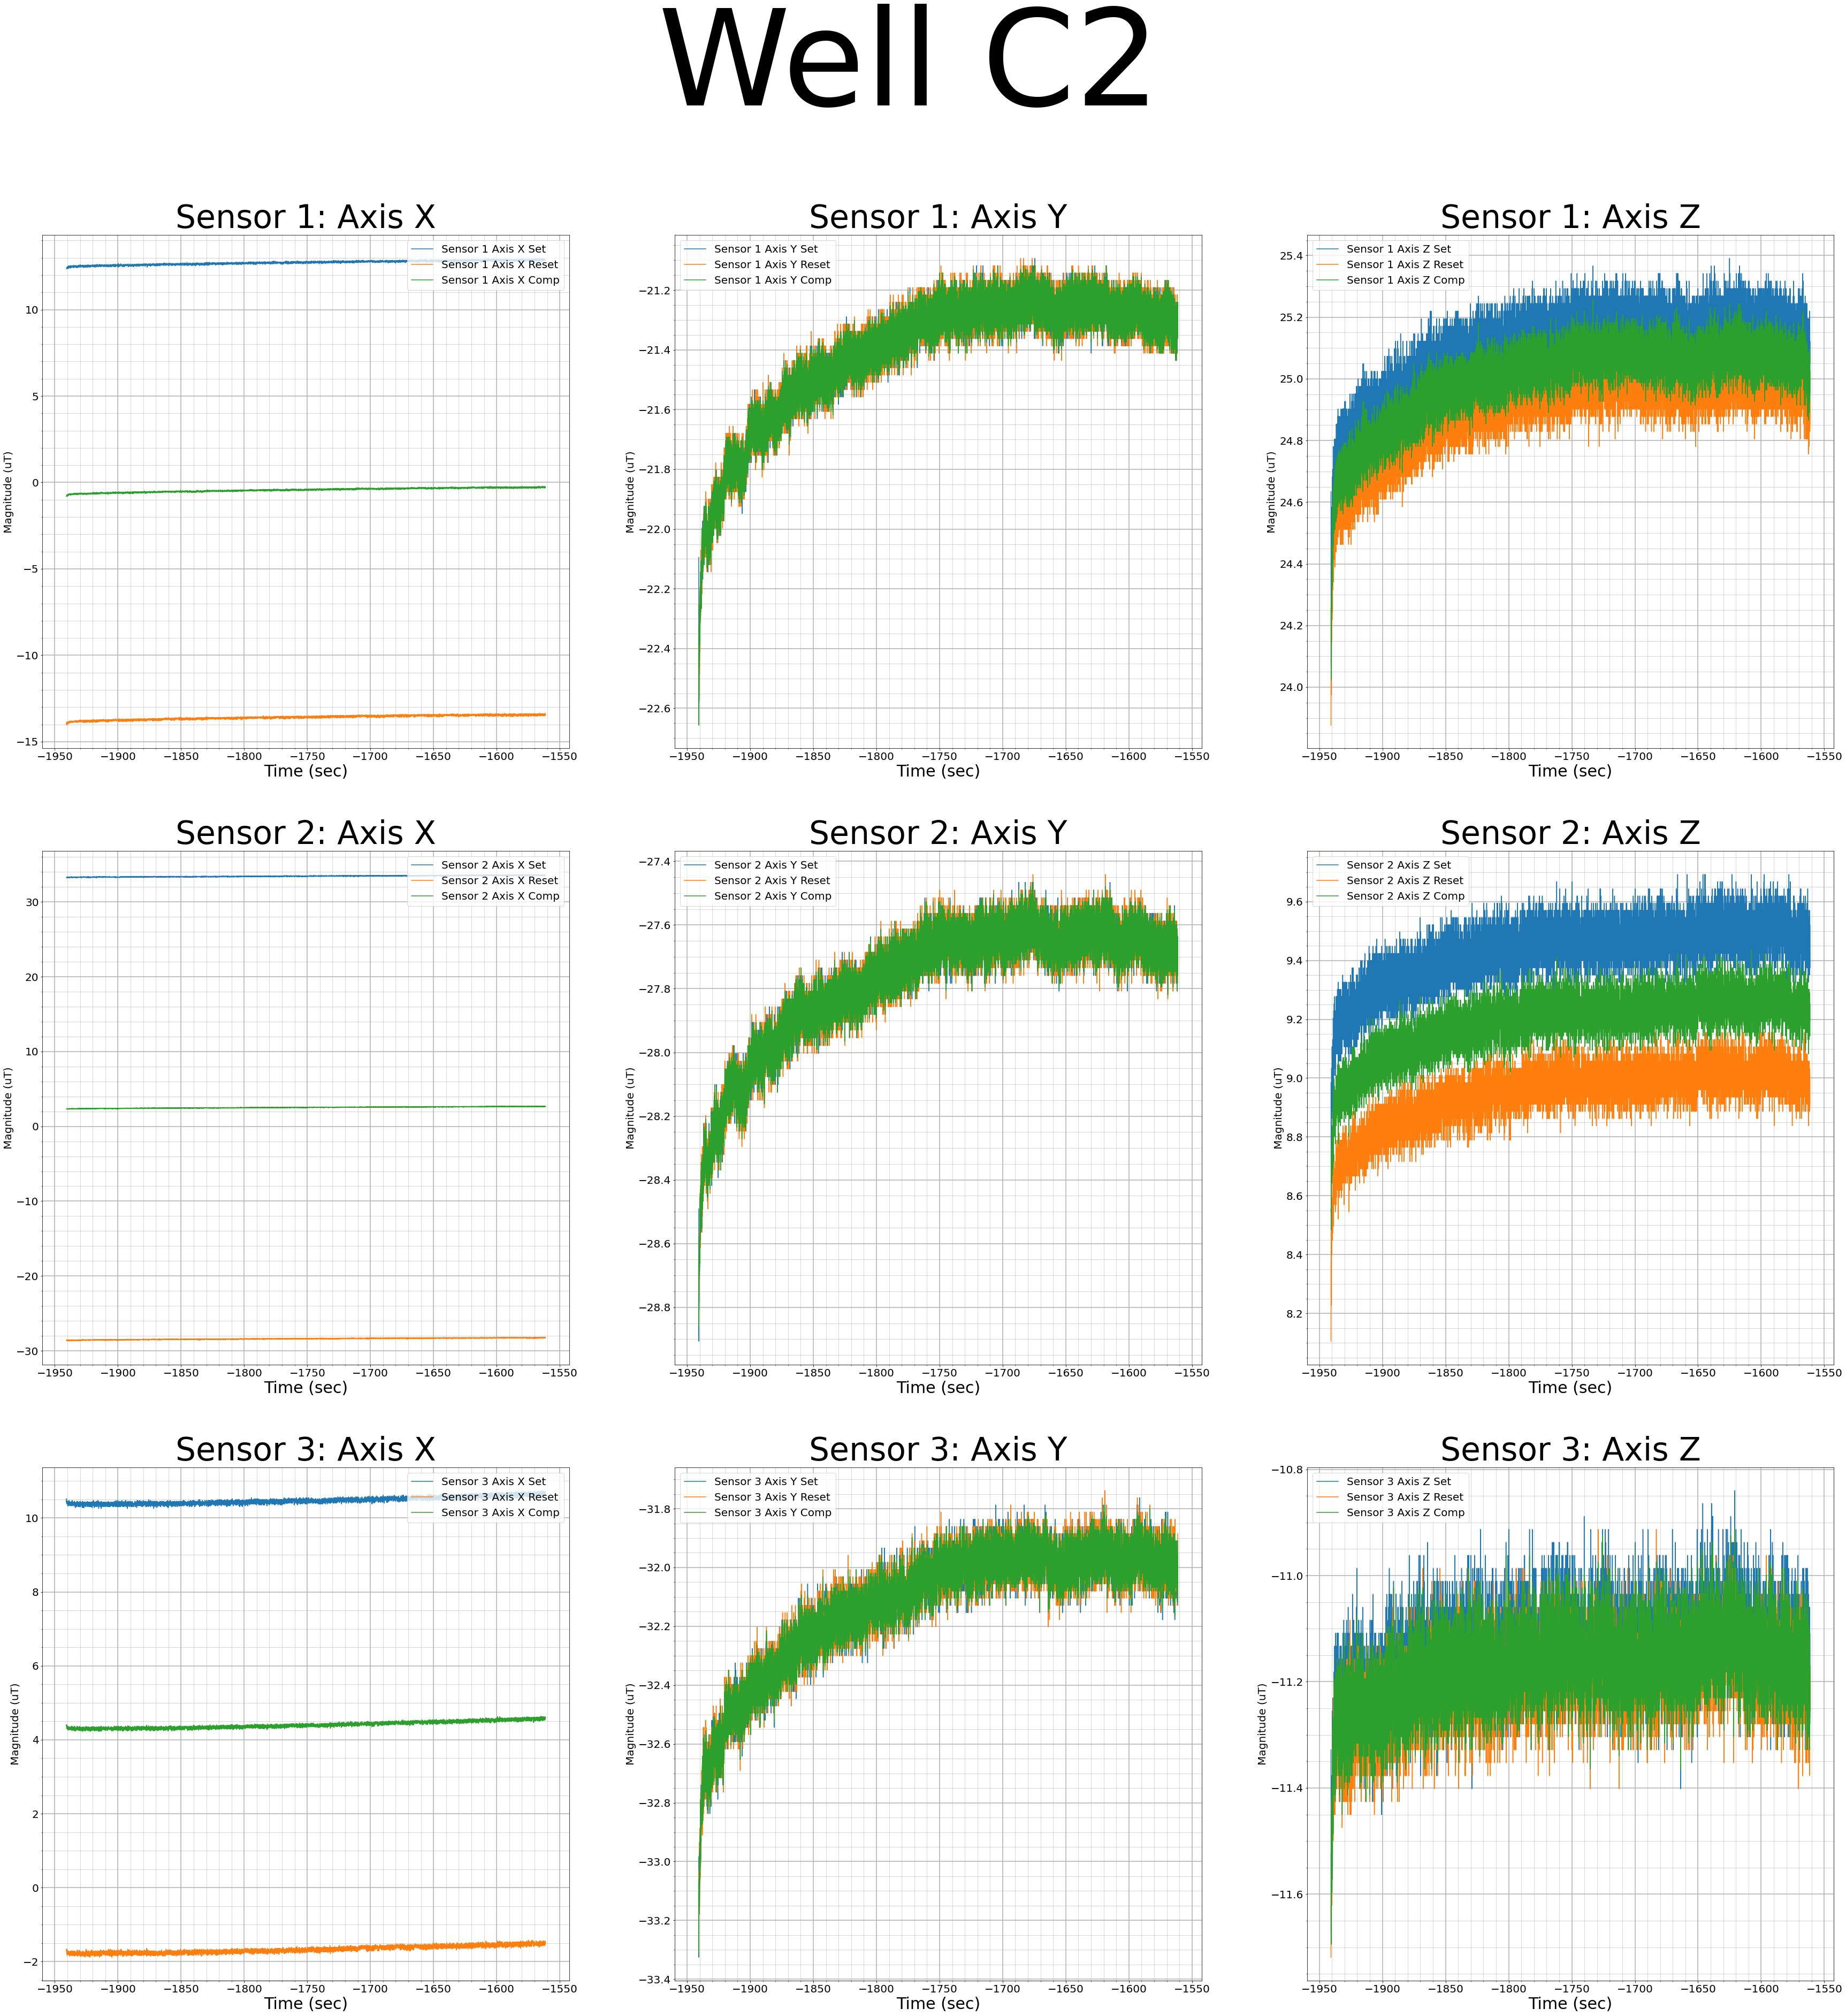 Well C2
Sensor 1: Axis X
Sensor 1 Axis X Set
Sensor 1 Axis X Reset
Sensor 1 Axis X Comp
10
5
0
−5
−10
−15
Magnitude (uT)
−1950 −1900 −1850 −1800 −1750 −1700 −1650 −1600 −1550
Time (sec)
Sensor 1: Axis Y
Sensor 1 Axis Y Set
Sensor 1 Axis Y Reset
Sensor 1 Axis Y Comp
−21.2
−21.4
−21.6
−21.8
−22.0
−22.2
−22.4
−22.6
Magnitude (uT)
−1950 −1900 −1850 −1800 −1750 −1700 −1650 −1600 −1550
Time (sec)
Sensor 1: Axis Z
Sensor 1 Axis Z Set
Sensor 1 Axis Z Reset
Sensor 1 Axis Z Comp
25.4
25.2
25.0
24.8
24.6
24.4
24.2
24.0
Magnitude (uT)
−1950 −1900 −1850 −1800 −1750 −1700 −1650 −1600 −1550
Time (sec)
Sensor 2: Axis X
Sensor 2 Axis X Set
Sensor 2 Axis X Reset
Sensor 2 Axis X Comp
30
20
10
0
−10
−20
−30
Magnitude (uT)
−1950 −1900 −1850 −1800 −1750 −1700 −1650 −1600 −1550
Time (sec)
Sensor 2: Axis Y
Sensor 2 Axis Y Set
Sensor 2 Axis Y Reset
Sensor 2 Axis Y Comp
−27.4
−27.6
−27.8
−28.0
−28.2
−28.4
−28.6
−28.8
Magnitude (uT)
−1950 −1900 −1850 −1800 −1750 −1700 −1650 −1600 −1550
Time (sec)
Sensor 2: Axis Z
Sensor 2 Axis Z Set
Sensor 2 Axis Z Reset
Sensor 2 Axis Z Comp
9.6
9.4
9.2
9.0
8.8
8.6
8.4
8.2
Magnitude (uT)
−1950 −1900 −1850 −1800 −1750 −1700 −1650 −1600 −1550
Time (sec)
Sensor 3: Axis X
Sensor 3 Axis X Set
Sensor 3 Axis X Reset
Sensor 3 Axis X Comp
10
8
6
4
2
0
−2
Magnitude (uT)
−1950 −1900 −1850 −1800 −1750 −1700 −1650 −1600 −1550
Time (sec)
Sensor 3: Axis Y
Sensor 3 Axis Y Set
Sensor 3 Axis Y Reset
Sensor 3 Axis Y Comp
−31.8
−32.0
−32.2
−32.4
−32.6
−32.8
−33.0
−33.2
−33.4
Magnitude (uT)
−1950 −1900 −1850 −1800 −1750 −1700 −1650 −1600 −1550
Time (sec)
Sensor 3: Axis Z
Sensor 3 Axis Z Set
Sensor 3 Axis Z Reset
Sensor 3 Axis Z Comp
−10.8
−11.0
−11.2
−11.4
−11.6
Magnitude (uT)
−1950 −1900 −1850 −1800 −1750 −1700 −1650 −1600 −1550
Time (sec)